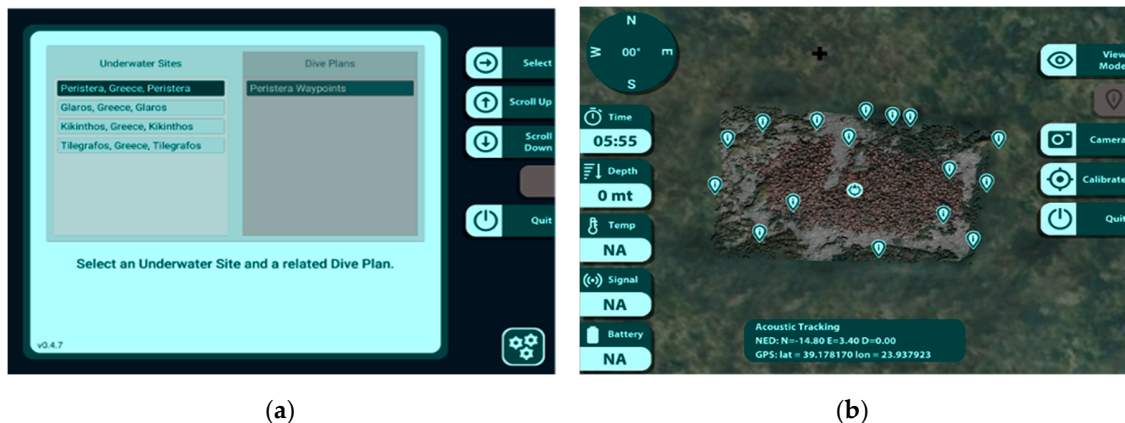 Underwater Sites
Dive Plans
Peristera, Greece, Peristera
Peristera Waypoints
Glaros, Greece, Glaros
Kikinthos, Greece, Kikinthos
Tilegrafos, Greece, Tilegrafos
Select an Underwater Site and a related Dive Plan.
v0.4.7
Select
Scroll Up
Scroll
Down
Quit
(a)
N
W
00°
E
S
Time
05:55
Depth
0 mt
Temp
NA
Signal
NA
Battery
NA
Acoustic Tracking
NED: N=-14.80 E=3.40 D=0.00
GPS: lat = 39.178170 lon = 23.937923
View
Mode
Camera
Calibrate
Quit
(b)